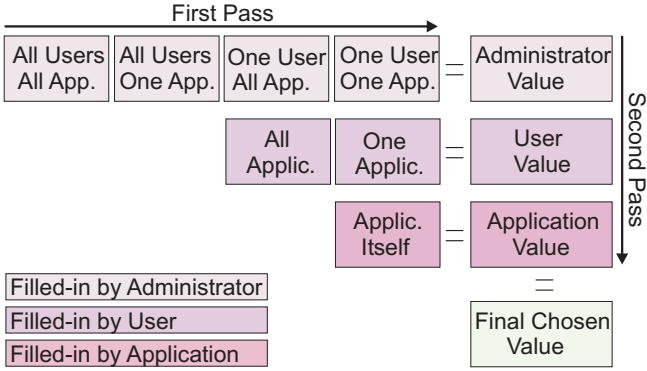 First Pass
All Users
All App.
All Users
One App.
One User
All App.
One User
One App.
=
Administrator
Value
All
Applic.
One
Applic.
=
User
Value
Second Pass
Applic.
Itself
=
Application
Value
=
Filled-in by Administrator
Filled-in by User
Filled-in by Application
Final Chosen
Value